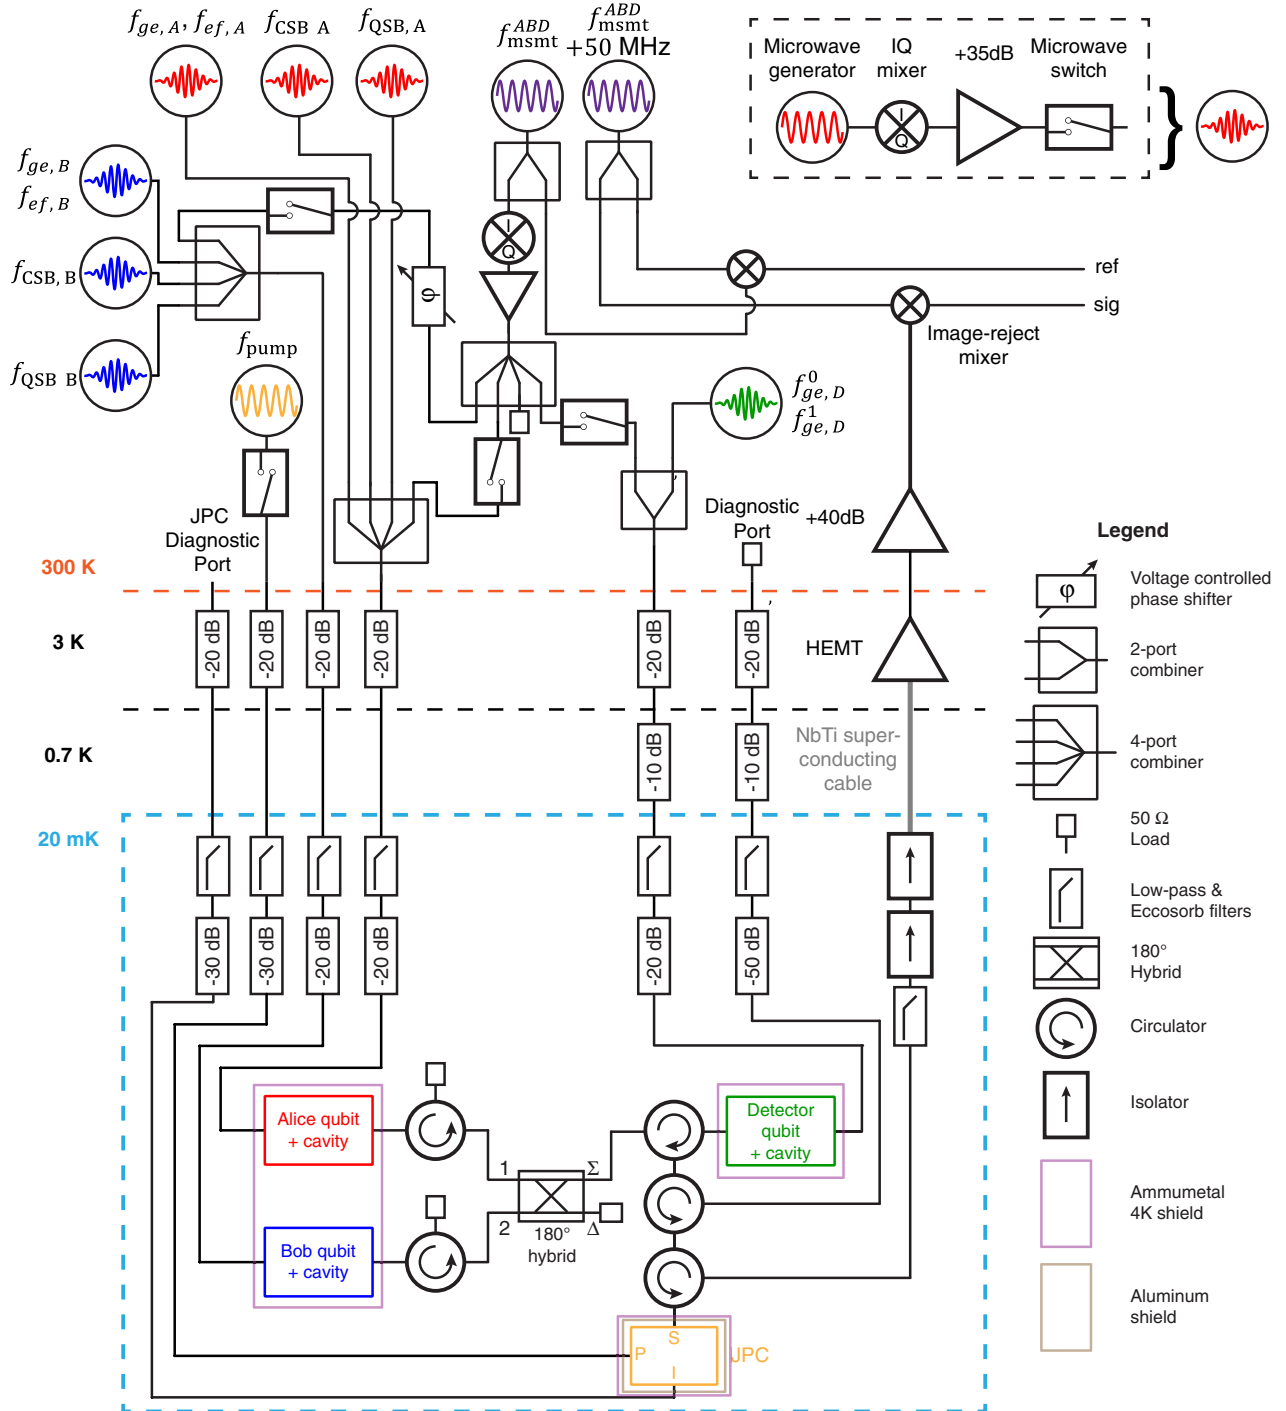 f_{ge, A}, f_{ef, A}
f_{CSB A}
f_{QSB, A}
f_{msmt}^{ABD}
f_{msmt}^{ABD}
+50 MHz
Microwave
generator
IQ
mixer
+35dB
Microwave
switch
I
Q
}
f_{ge, B}
f_{ef, B}
f_{CSB, B}
f_{QSB B}
I
Q
φ
ref
sig
Image-reject
mixer
f_{pump}
f_{ge, D}^{0}
f_{ge, D}^{1}
JPC
Diagnostic
Port
Diagnostic
Port
+40dB
300 K
3 K
-20 dB
-20 dB
-20 dB
-20 dB
-20 dB
-20 dB
HEMT
0.7 K
-10 dB
-10 dB
NbTi super-
conducting
cable
20 mK
-30 dB
-30 dB
-20 dB
-20 dB
-20 dB
-50 dB
Alice qubit
+ cavity
Bob qubit
+ cavity
1
2
Σ
Δ
180°
hybrid
Detector
qubit
+ cavity
S
P
I
JPC
Legend
φ
Voltage controlled
phase shifter
2-port
combiner
4-port
combiner
50 Ω
Load
Low-pass &
Eccosorb filters
180°
Hybrid
Circulator
Isolator
Ammumetal
4K shield
Aluminum
shield